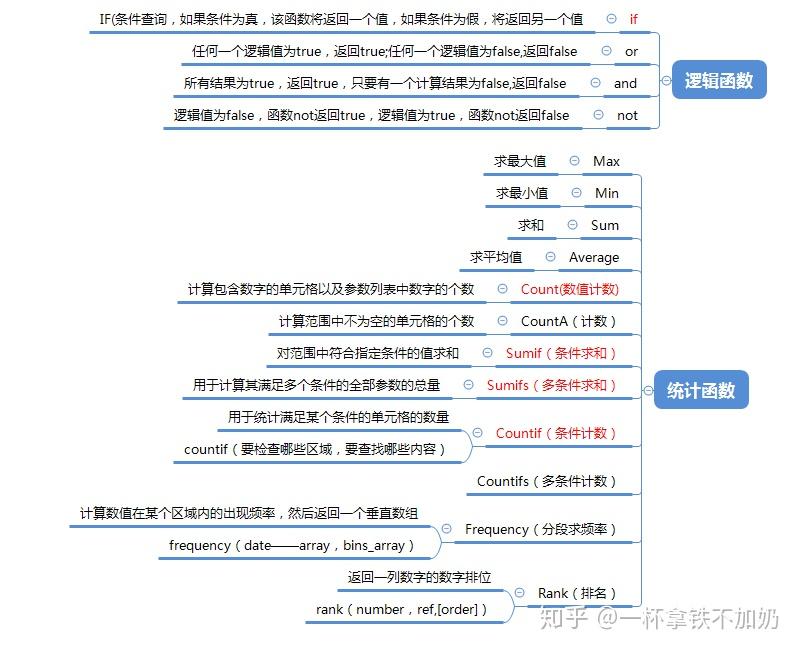 IF(条件查询，如果条件为真，该函数将返回一个值，如果条件为假，将返回另一个值 if
任何一个逻辑值为true，返回true;任何一个逻辑值为false,返回false or
所有结果为true，返回true，只要有一个计算结果为false,返回false and
逻辑值为false，函数not返回true，逻辑值为true，函数not返回false not
逻辑函数
求最大值 Max
求最小值 Min
求和 Sum
求平均值 Average
计算包含数字的单元格以及参数列表中数字的个数 Count(数值计数)
计算范围中不为空的单元格的个数 CountA（计数）
对范围中符合指定条件的值求和 Sumif（条件求和）
用于计算其满足多个条件的全部参数的总量 Sumifs（多条件求和）
统计函数
用于统计满足某个条件的单元格的数量
countif（要检查哪些区域，要查找哪些内容）
Countif（条件计数）
Countifs（多条件计数）
计算数值在某个区域内的出现频率，然后返回一个垂直数组
frequency（date——array，bins_array）
Frequency（分段求频率）
返回一列数字的数字排位
rank（number，ref,[order]）
Rank（排名）
知乎 @一杯拿铁不加奶